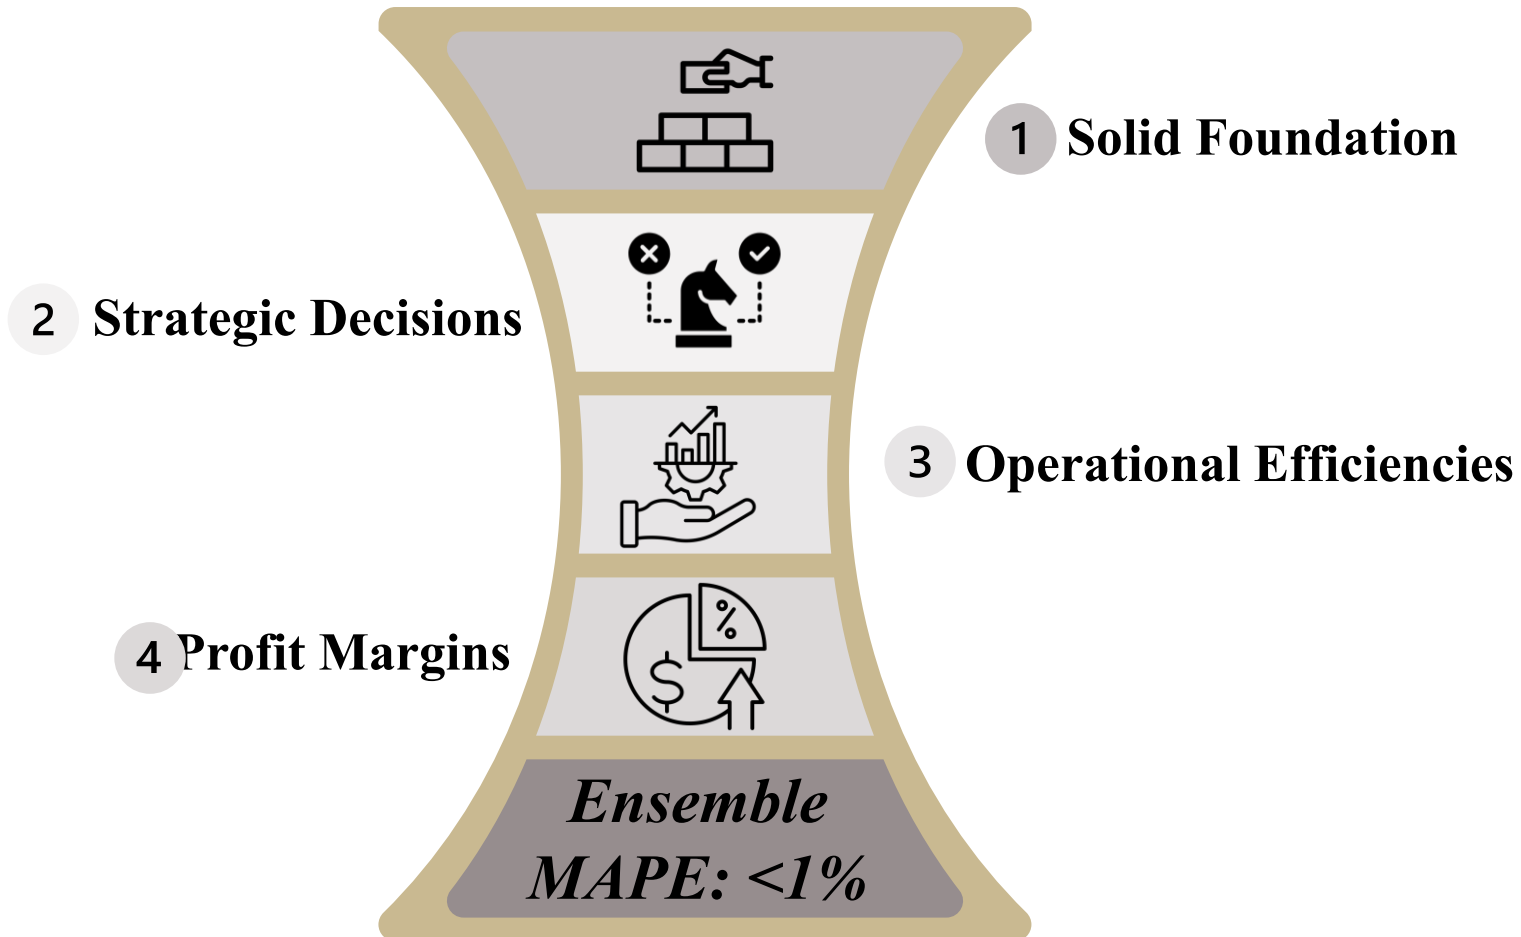 1 Solid Foundation
2 Strategic Decisions
3 Operational Efficiencies
4 Profit Margins
%
$
Ensemble
MAPE: <1%